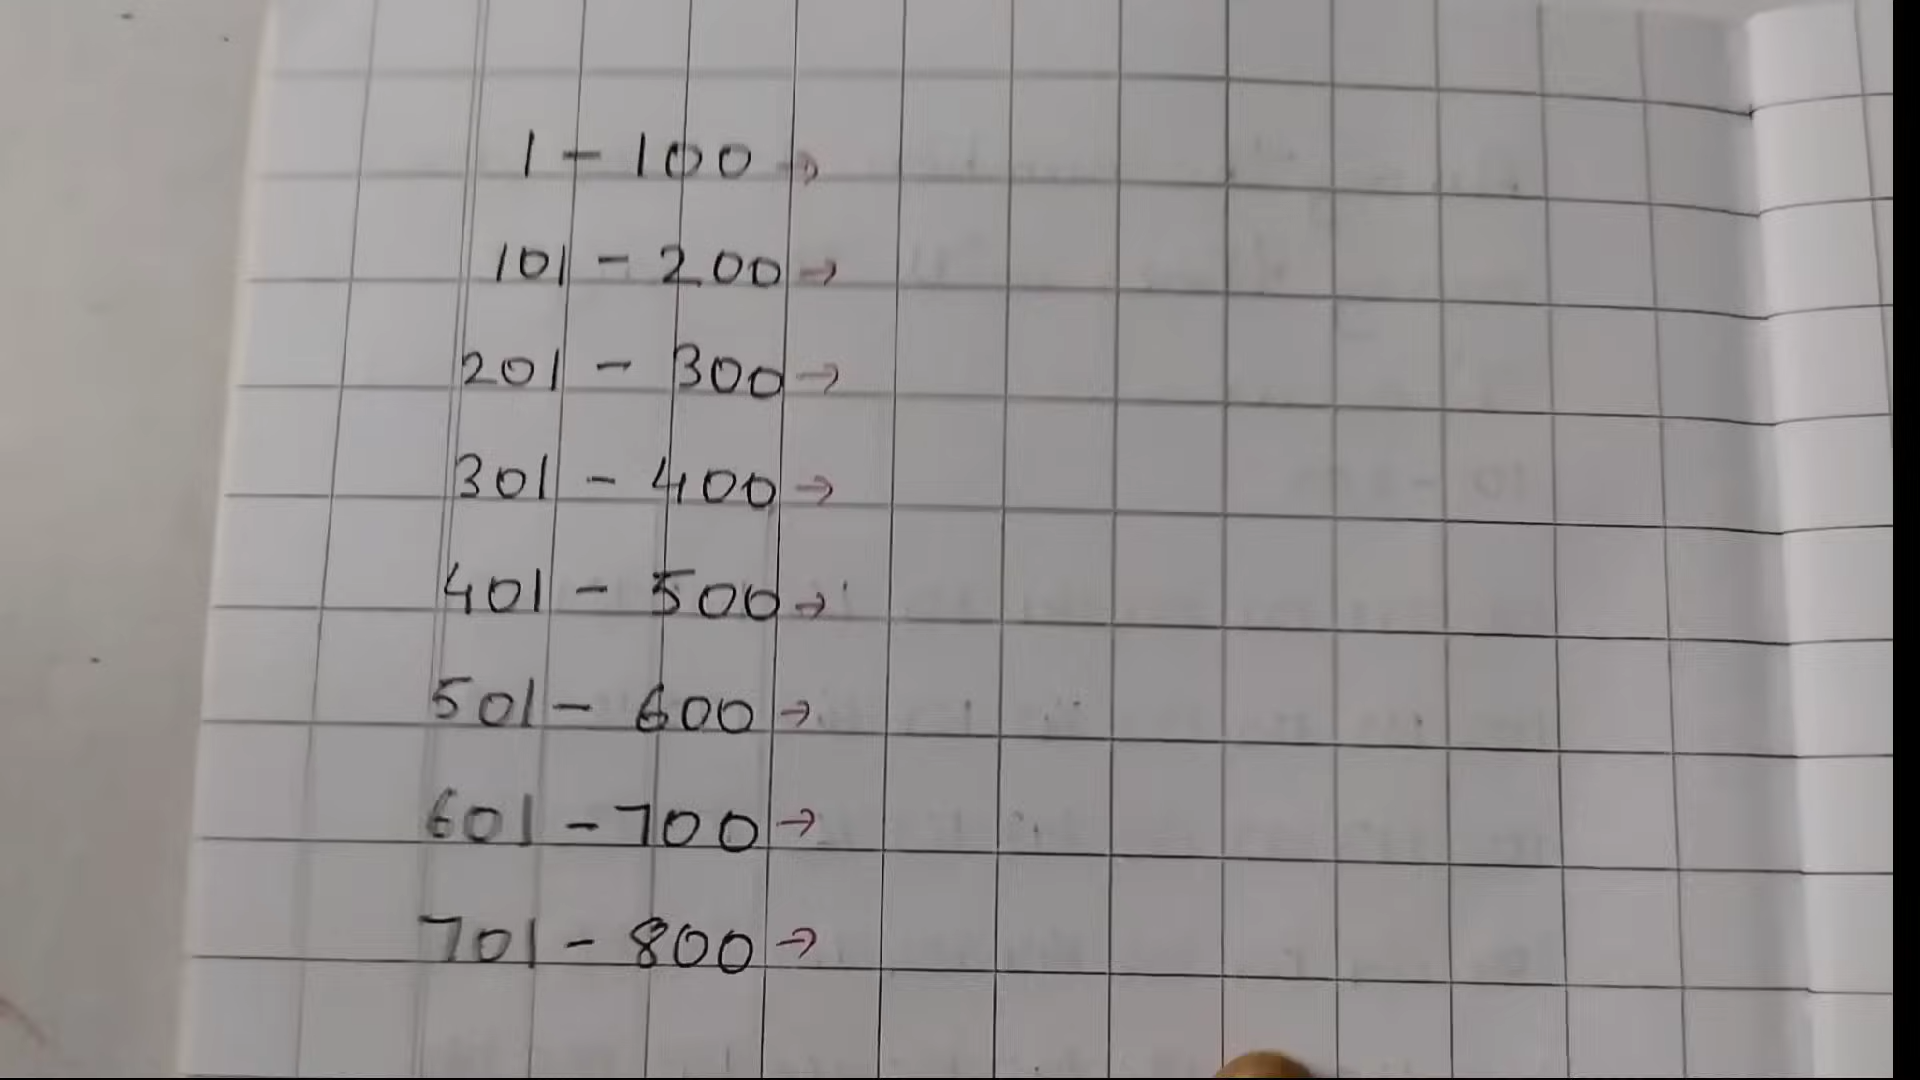 1 - 100 →
101 - 200 →
201 - 300 →
301 - 400 →
401 - 500 →
501 - 600 →
601 - 700 →
701 - 800 →